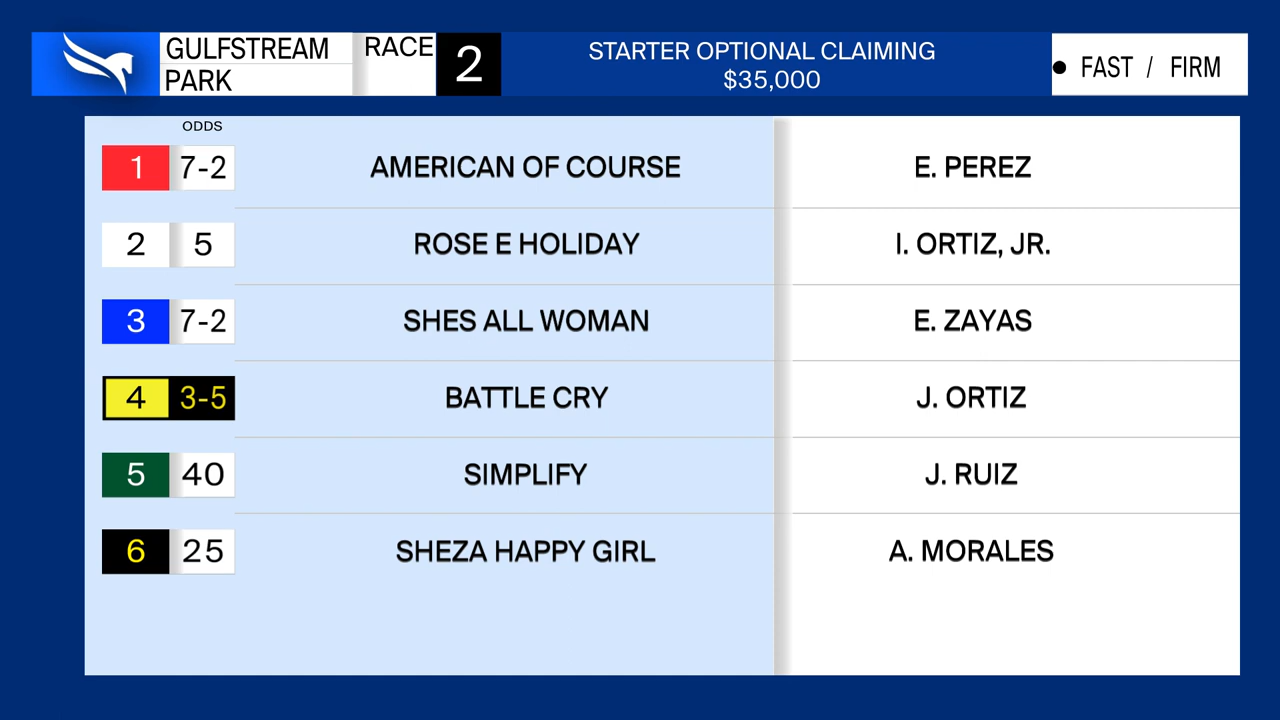 GULFSTREAM PARK
RACE 2
STARTER OPTIONAL CLAIMING
$35,000
● FAST / FIRM
ODDS
1 7-2 AMERICAN OF COURSE E. PEREZ
2 5 ROSE E HOLIDAY I. ORTIZ, JR.
3 7-2 SHES ALL WOMAN E. ZAYAS
4 3-5 BATTLE CRY J. ORTIZ
5 40 SIMPLIFY J. RUIZ
6 25 SHEZA HAPPY GIRL A. MORALES